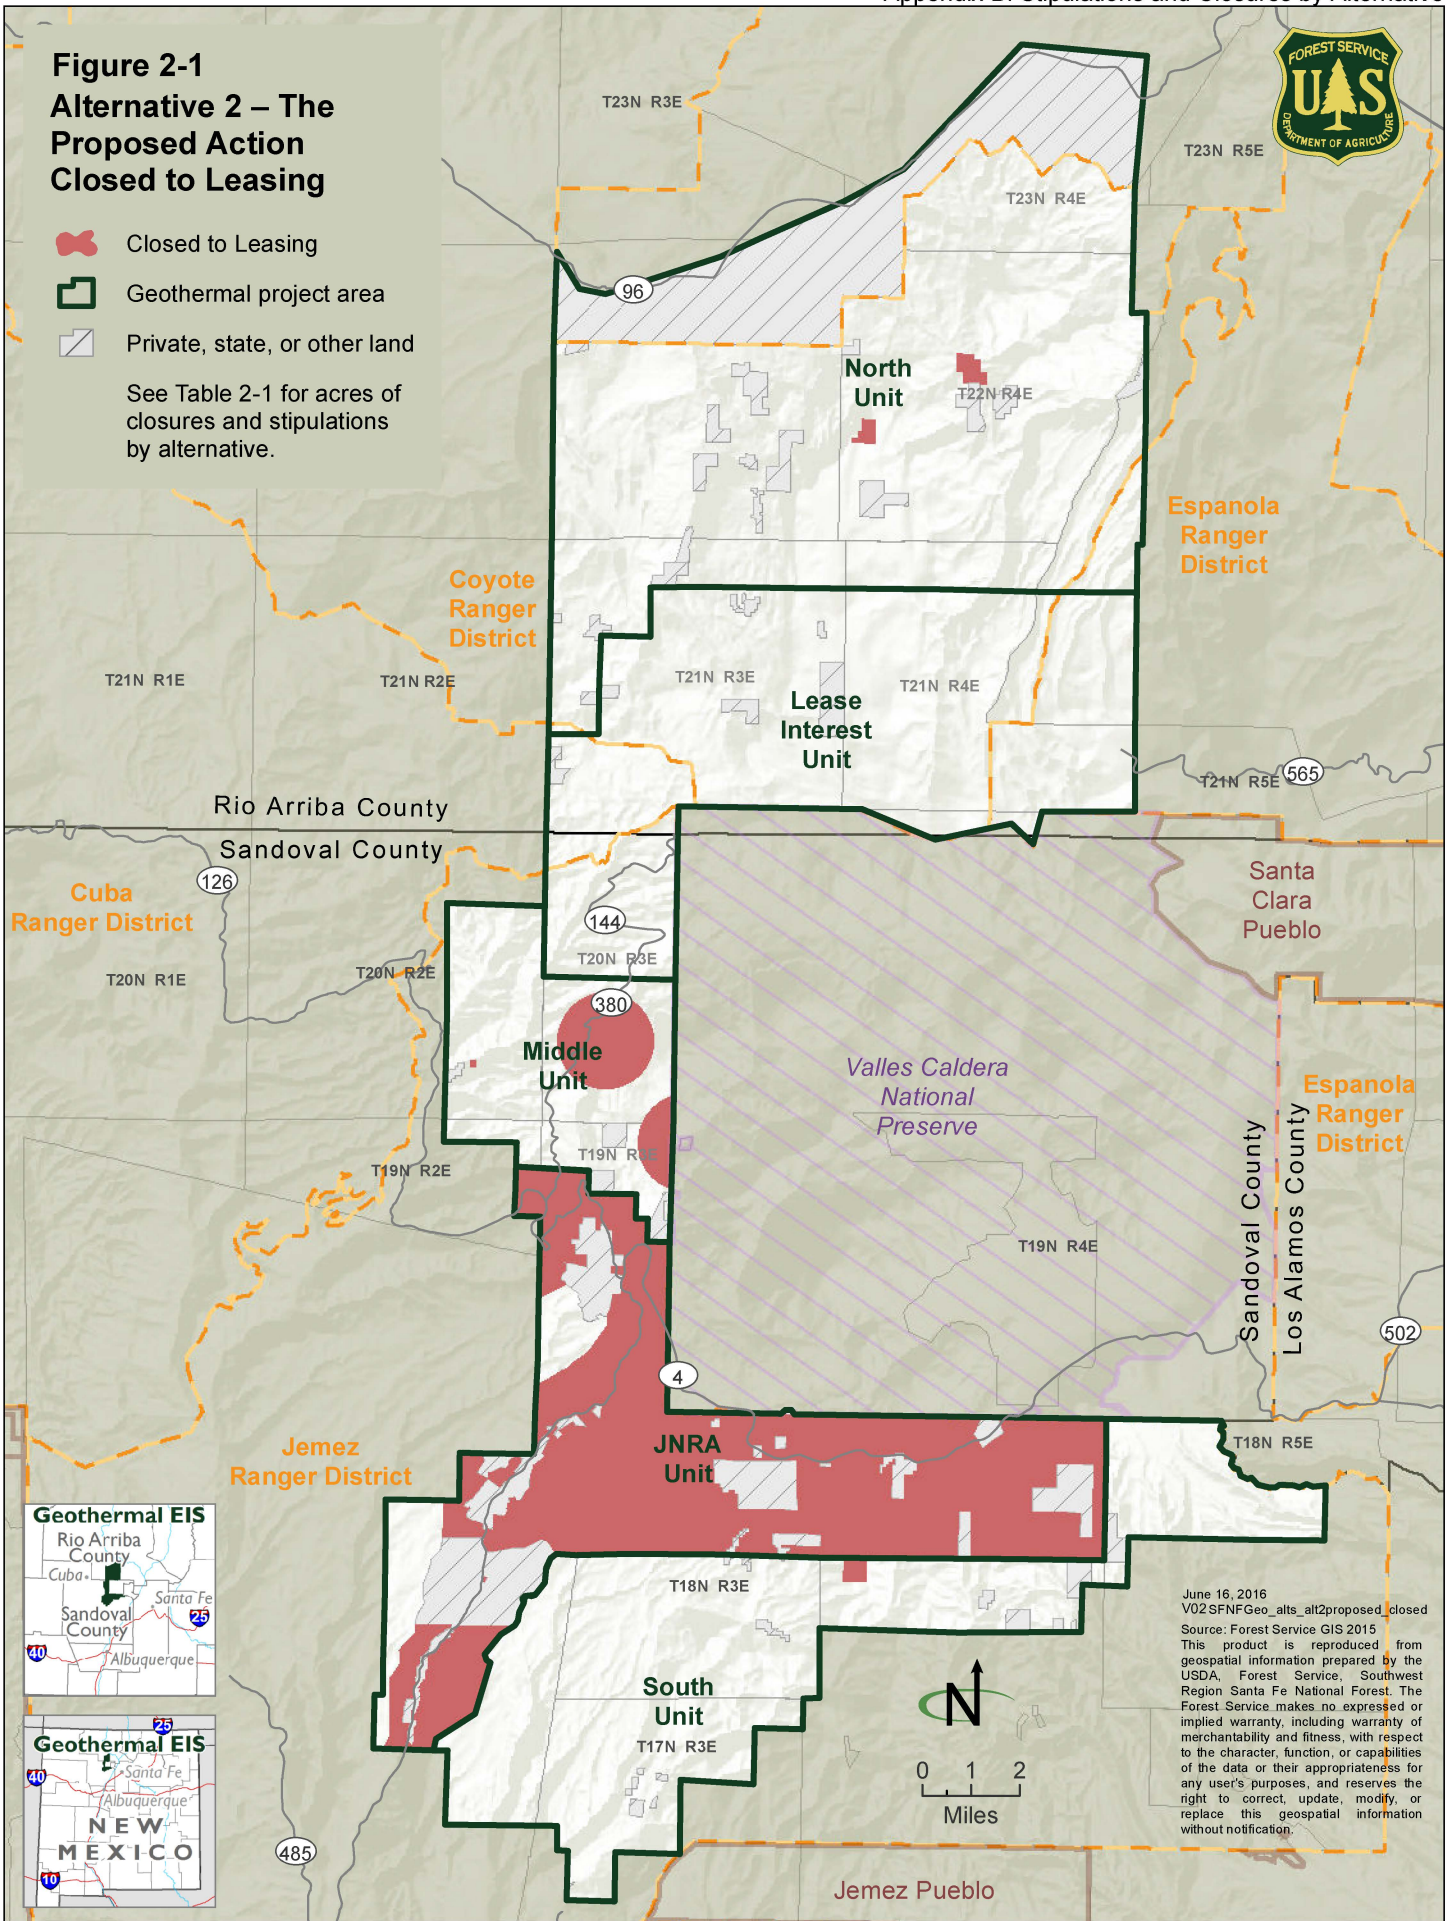 Figure 2-1
Alternative 2 – The
Proposed Action
Closed to Leasing
Closed to Leasing
Geothermal project area
Private, state, or other land
See Table 2-1 for acres of
closures and stipulations
by alternative.
FOREST SERVICE
U S
DEPARTMENT OF AGRICULTURE
T23N R3E
T23N R5E
T23N R4E
96
North
Unit
T22N R4E
Espanola
Ranger
District
Coyote
Ranger
District
T21N R1E
T21N R2E
T21N R3E
T21N R4E
Lease
Interest
Unit
T21N R5E
565
Rio Arriba County
Sandoval County
126
Cuba
Ranger District
144
Santa
Clara
Pueblo
T20N R1E
T20N R2E
T20N R3E
380
Middle
Unit
Valles Caldera
National
Preserve
Espanola
Ranger
District
Sandoval County
Los Alamos County
T19N R2E
T19N R3E
T19N R4E
502
4
Jemez
Ranger District
JNRA
Unit
T18N R5E
T18N R3E
South
Unit
T17N R3E
N
0 1 2
Miles
485
Jemez Pueblo
Geothermal EIS
Rio Arriba
County
Cuba
Santa Fe
Sandoval
County
25
40
Albuquerque
25
Geothermal EIS
40
Santa Fe
Albuquerque
NEW
MEXICO
10
June 16, 2016
V02 SFNFGeo_alts_alt2proposed_closed
Source: Forest Service GIS 2015
This product is reproduced from
geospatial information prepared by the
USDA, Forest Service, Southwest
Region Santa Fe National Forest. The
Forest Service makes no expressed or
implied warranty, including warranty of
merchantability and fitness, with respect
to the character, function, or capabilities
of the data or their appropriateness for
any user's purposes, and reserves the
right to correct, update, modify, or
replace this geospatial information
without notification.